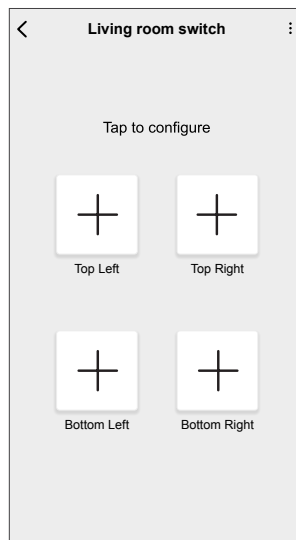 Living room switch
Tap to configure
Top Left
Top Right
Bottom Left
Bottom Right